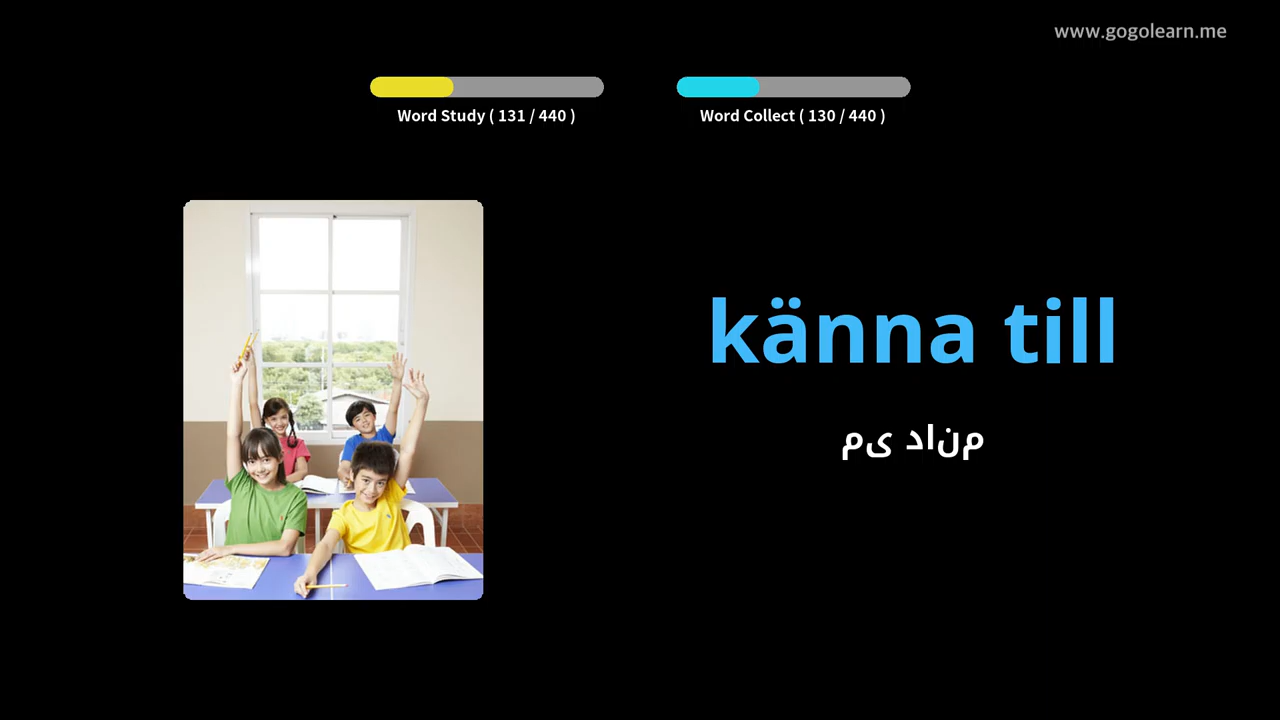 www.gogolearn.me
Word Study ( 131 / 440 )
Word Collect ( 130 / 440 )
känna till
می دانم